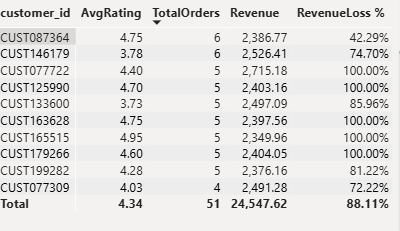 customer_id AvgRating TotalOrders Revenue RevenueLoss %
CUST087364 4.75 6 2,386.77 42.29%
CUST146179 3.78 6 2,526.41 74.70%
CUST077722 4.40 5 2,715.18 100.00%
CUST125990 4.70 5 2,403.16 100.00%
CUST133600 3.73 5 2,497.09 85.96%
CUST163628 4.75 5 2,397.56 100.00%
CUST165515 4.95 5 2,349.96 100.00%
CUST179266 4.60 5 2,404.05 100.00%
CUST199282 4.28 5 2,376.16 81.22%
CUST077309 4.03 4 2,491.28 72.22%
Total 4.34 51 24,547.62 88.11%